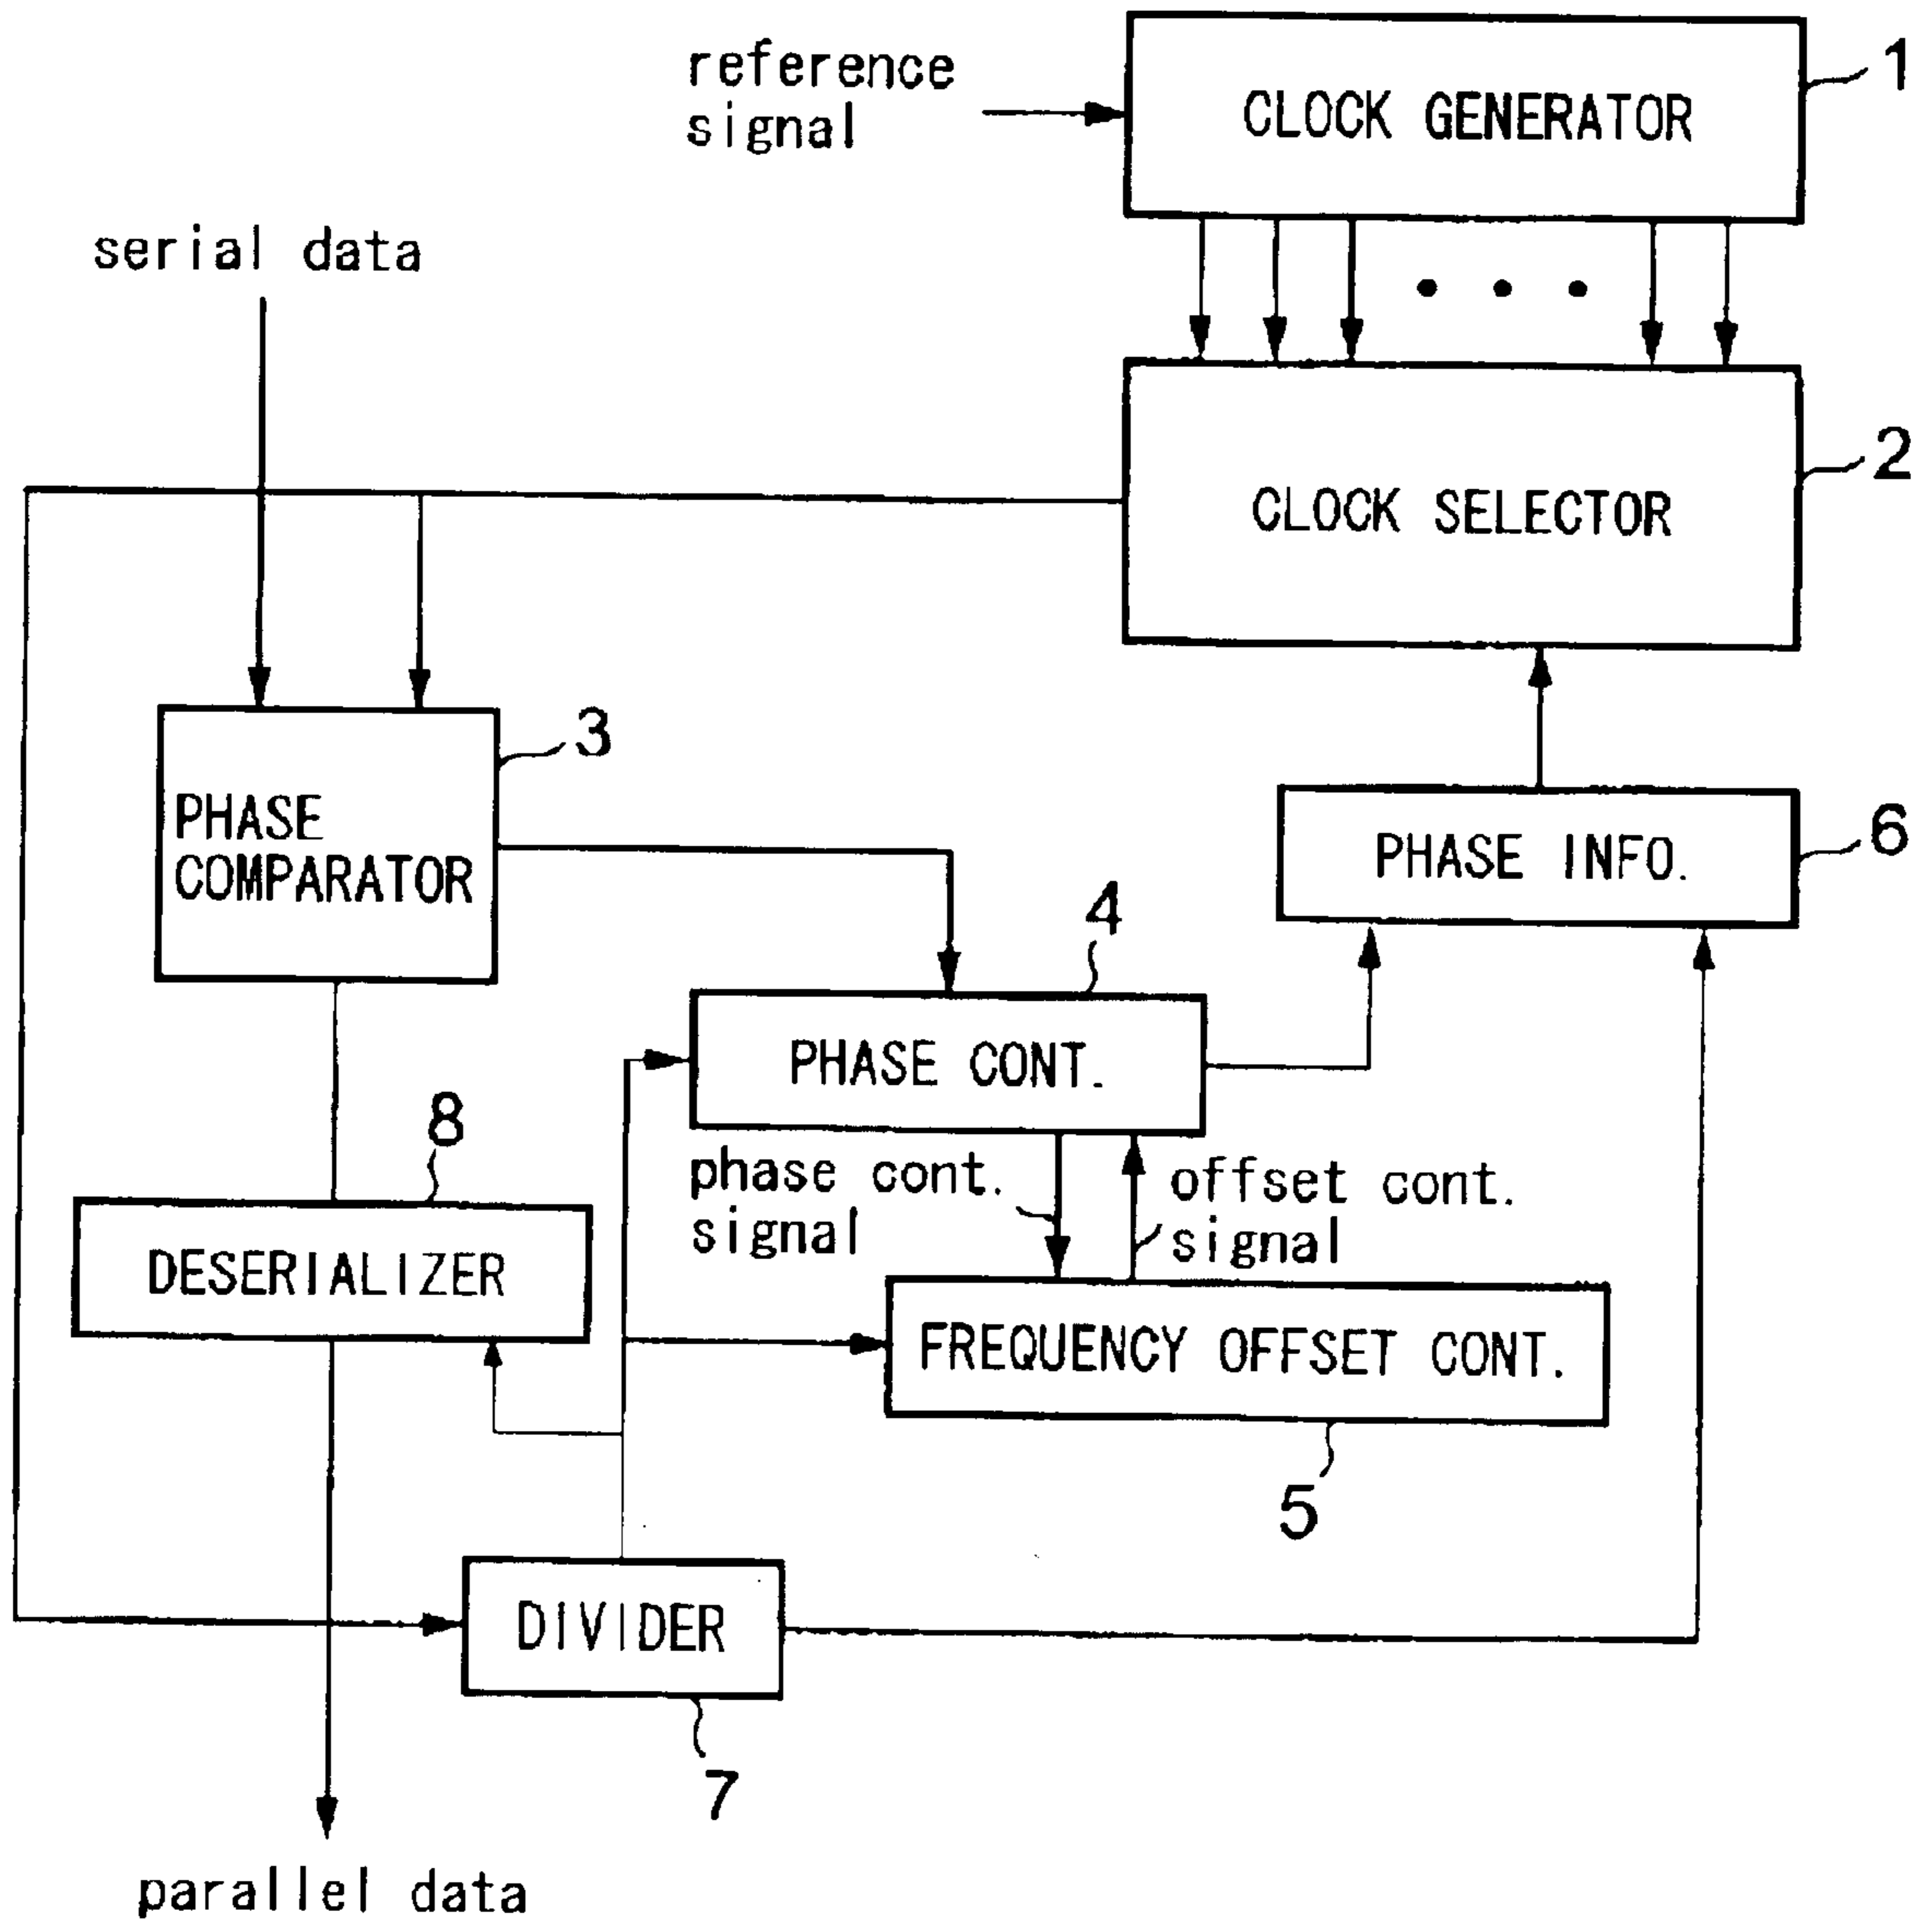 reference
signal
CLOCK GENERATOR
1
serial data
CLOCK SELECTOR
2
3
PHASE
COMPARATOR
PHASE INFO.
6
4
PHASE CONT.
8
phase cont.
signal
offset cont.
signal
DESERIALIZER
FREQUENCY OFFSET CONT.
5
DIVIDER
7
parallel data